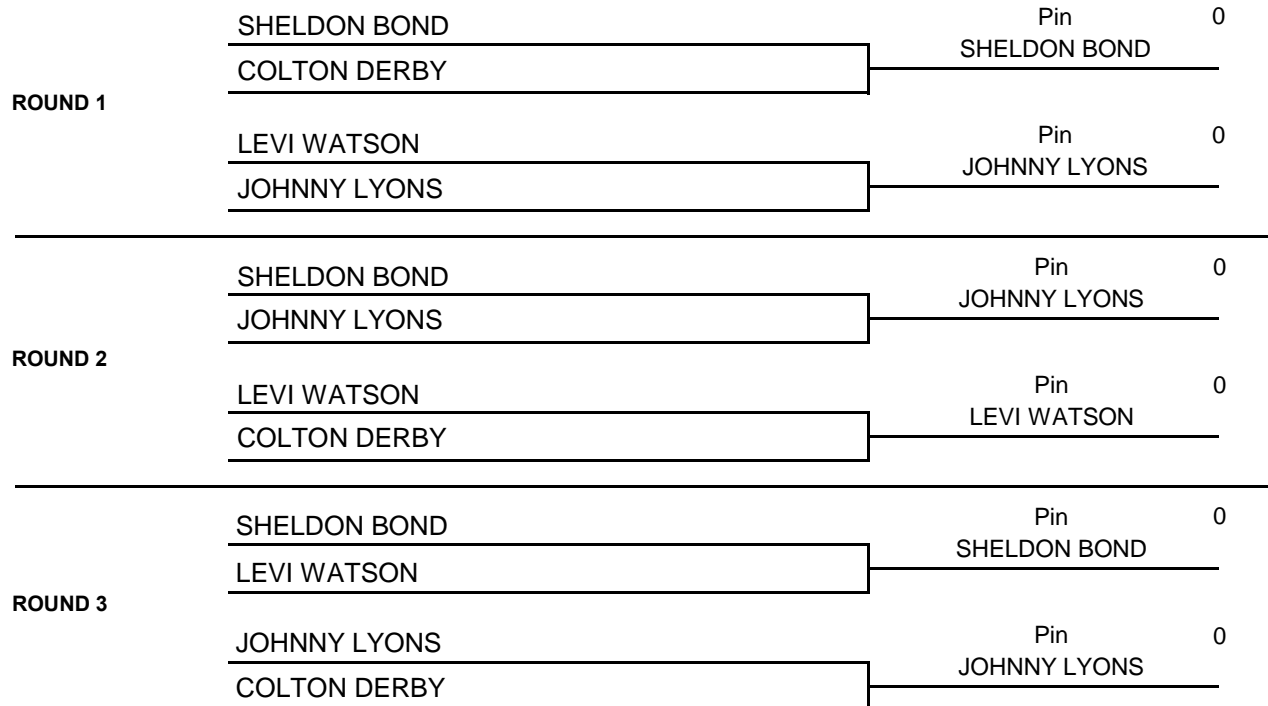 SHELDON BOND
Pin 0
SHELDON BOND
COLTON DERBY
ROUND 1
LEVI WATSON
Pin 0
JOHNNY LYONS
JOHNNY LYONS
SHELDON BOND
Pin 0
JOHNNY LYONS
JOHNNY LYONS
ROUND 2
LEVI WATSON
Pin 0
LEVI WATSON
COLTON DERBY
SHELDON BOND
Pin 0
SHELDON BOND
LEVI WATSON
ROUND 3
JOHNNY LYONS
Pin 0
JOHNNY LYONS
COLTON DERBY